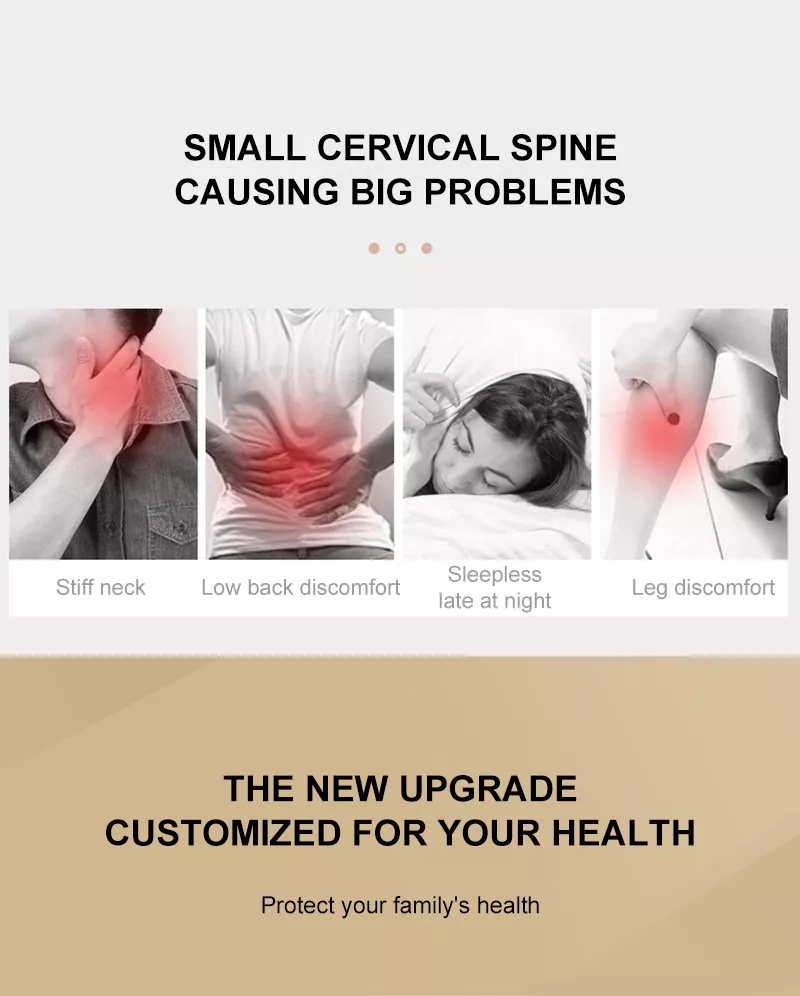 SMALL CERVICAL SPINE
CAUSING BIG PROBLEMS
Stiff neck
Low back discomfort
Sleepless
late at night
Leg discomfort
THE NEW UPGRADE
CUSTOMIZED FOR YOUR HEALTH
Protect your family's health